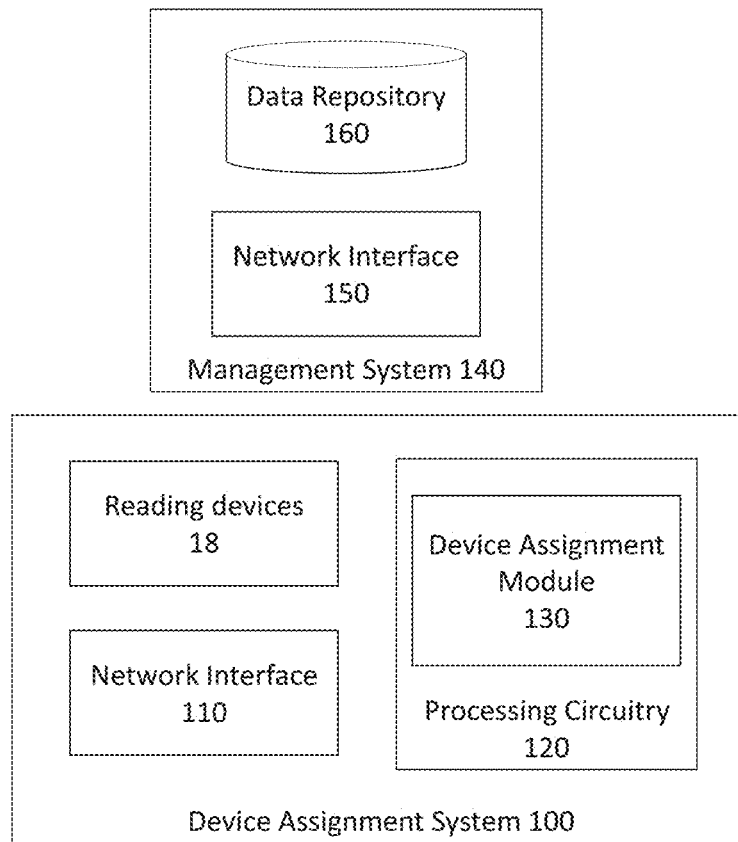 Data Repository
160
Network Interface
150
Management System 140
Reading devices
18
Device Assignment
Module
130
Network Interface
110
Processing Circuitry
120
Device Assignment System 100